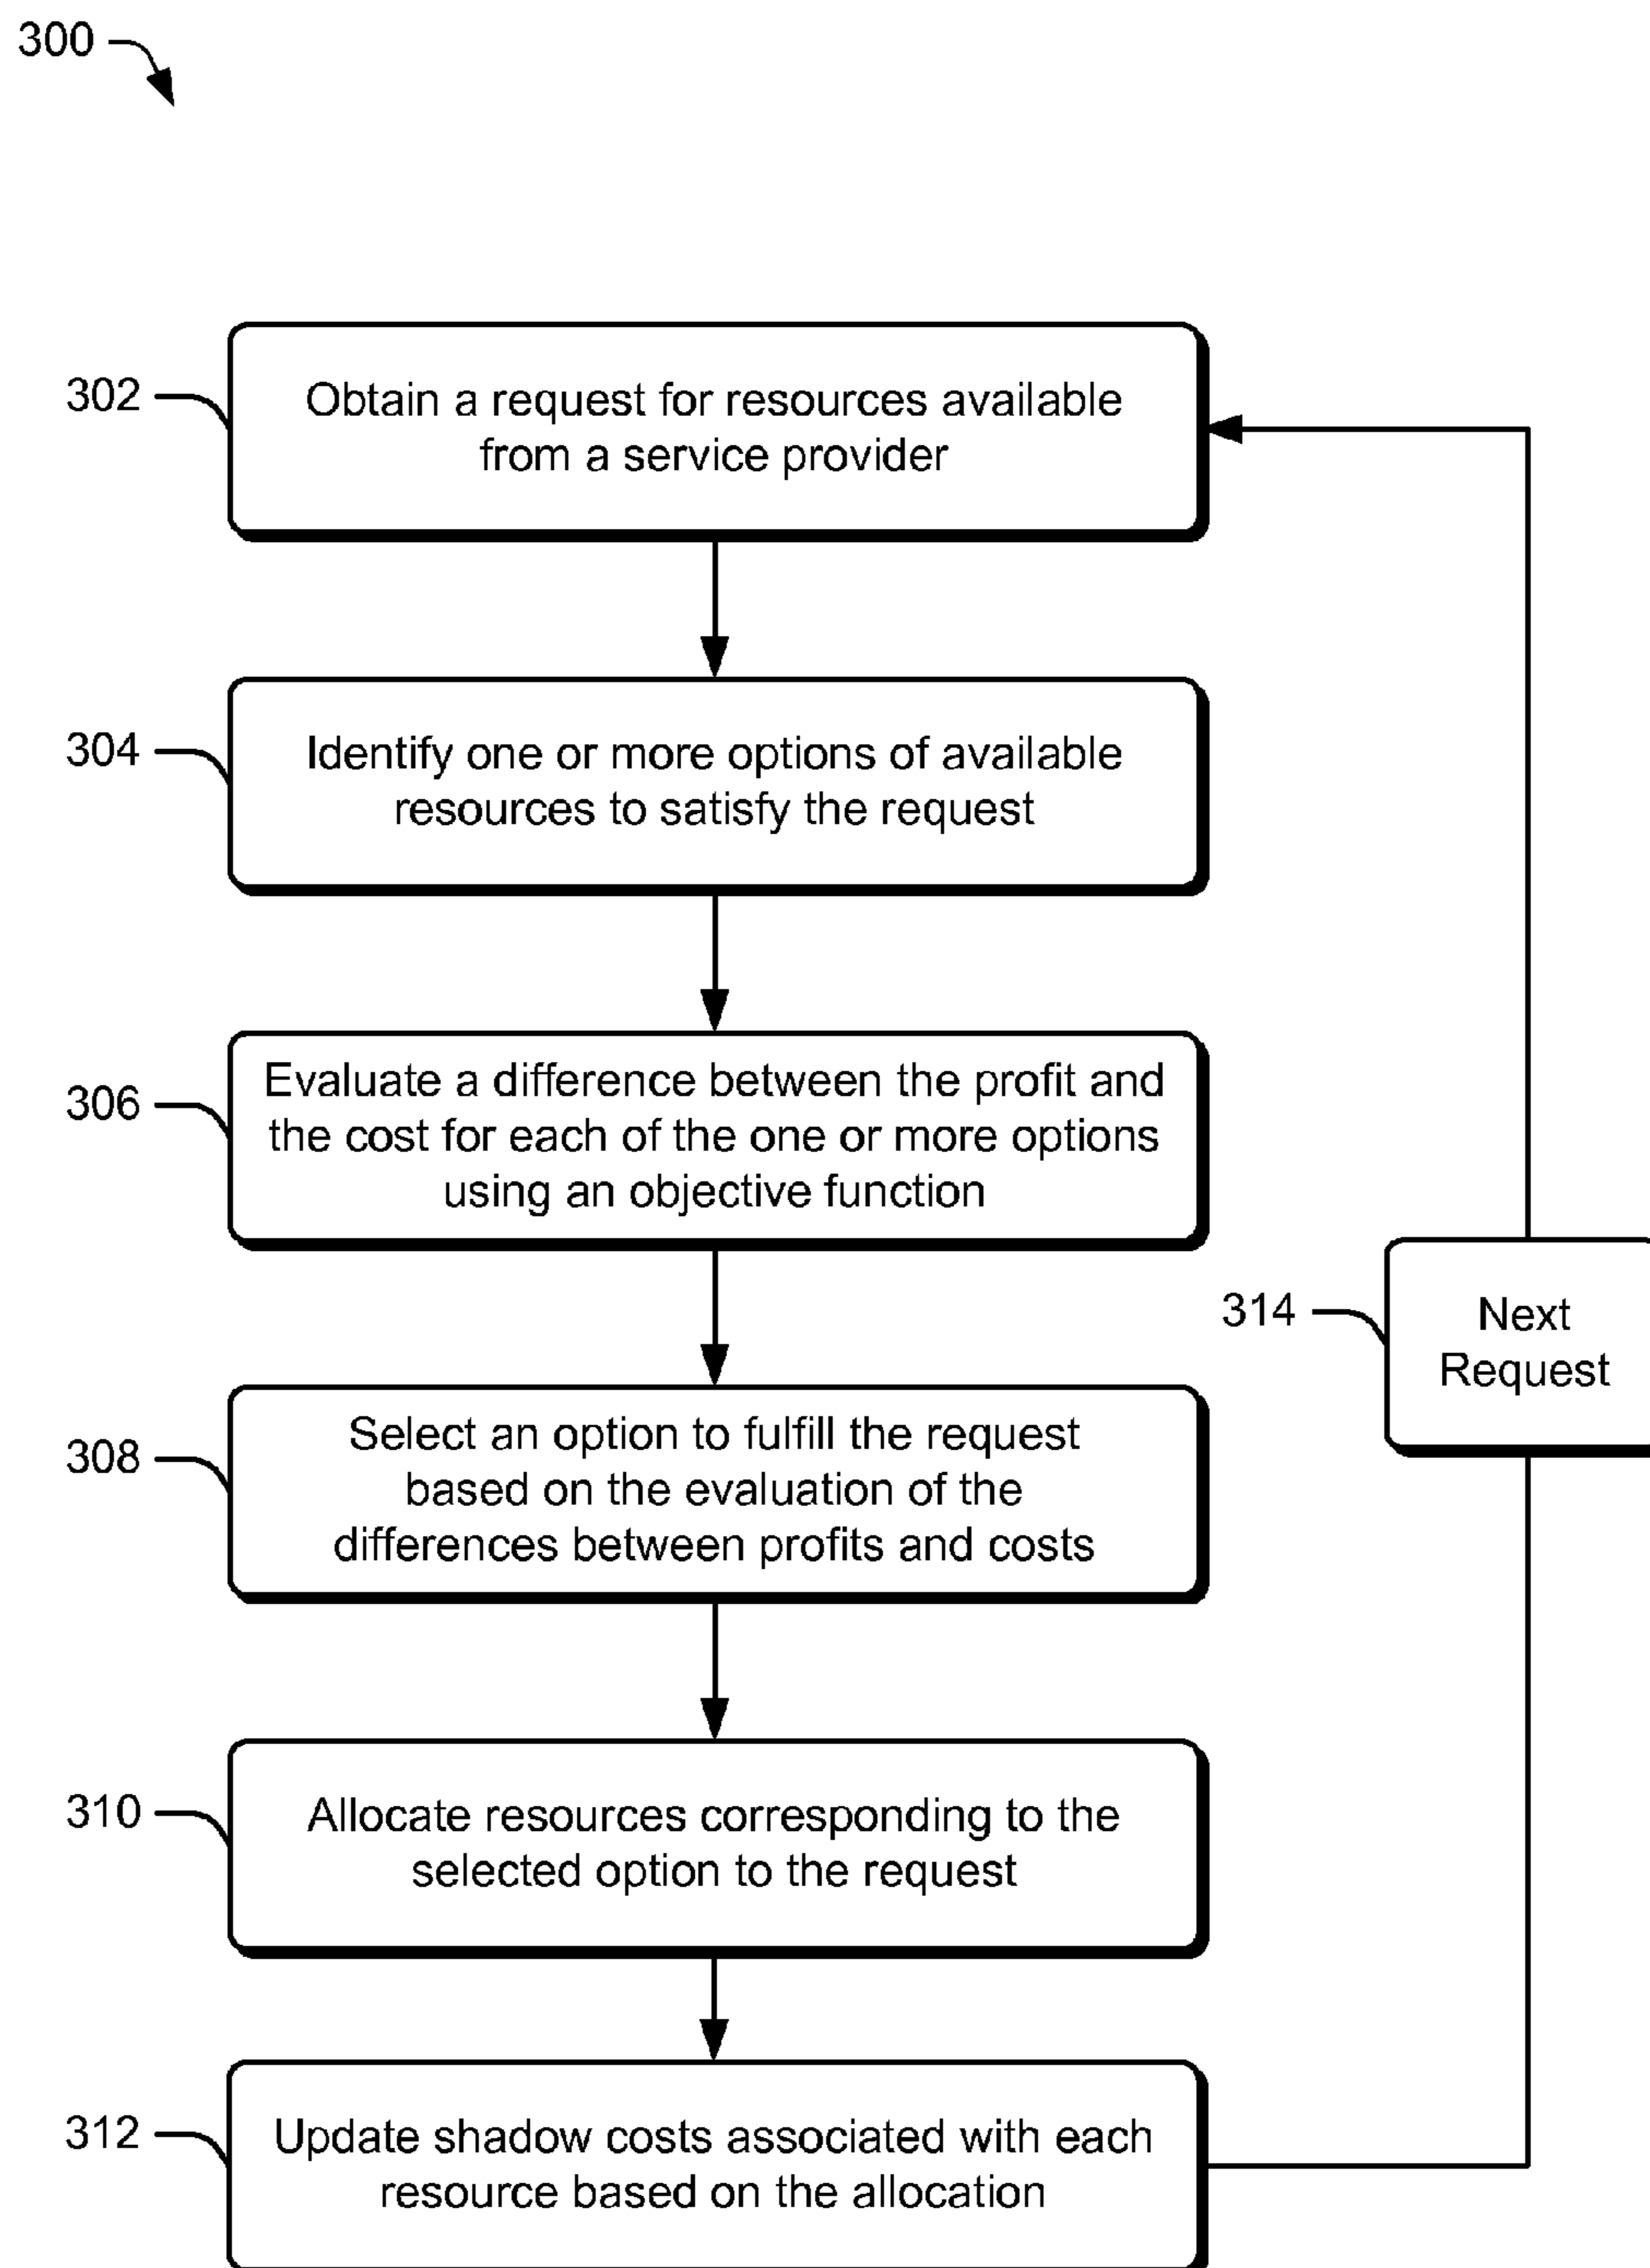 300
302
Obtain a request for resources available
from a service provider
304
Identify one or more options of available
resources to satisfy the request
306
Evaluate a difference between the profit and
the cost for each of the one or more options
using an objective function
314
Next
Request
308
Select an option to fulfill the request
based on the evaluation of the
differences between profits and costs
310
Allocate resources corresponding to the
selected option to the request
312
Update shadow costs associated with each
resource based on the allocation